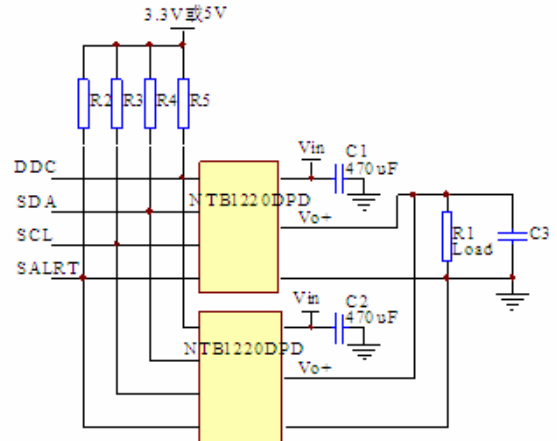 3.3V或5V
R2 R3 R4 R5
DDC
SDA
SCL
SALRT
NTB1220DPD
Vin
C1
470uF
Vo+
R1
Load
C3
NTB1220DPD
Vin
C2
470uF
Vo+